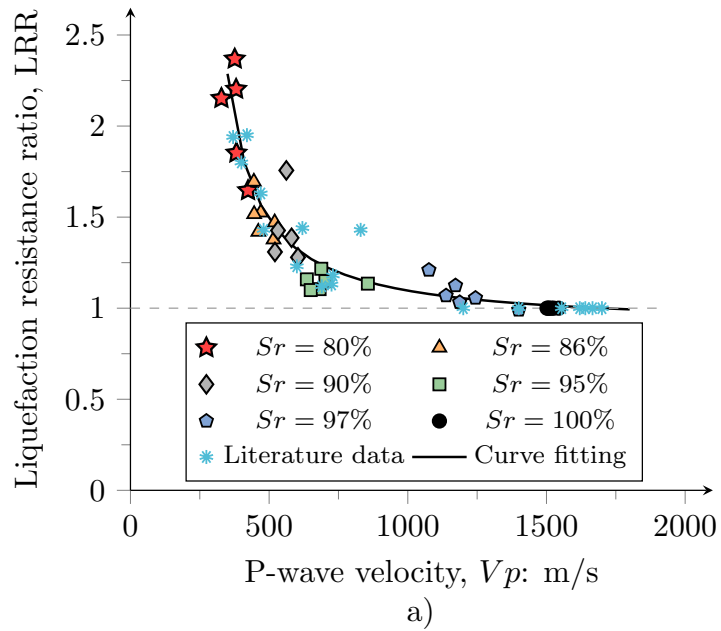 Liquefaction resistance ratio, LRR
2.5
2
1.5
1
0.5
0
Sr = 80% Sr = 86%
Sr = 90% Sr = 95%
Sr = 97% Sr = 100%
Literature data Curve fitting
0 500 1000 1500 2000
P-wave velocity, Vp: m/s
a)